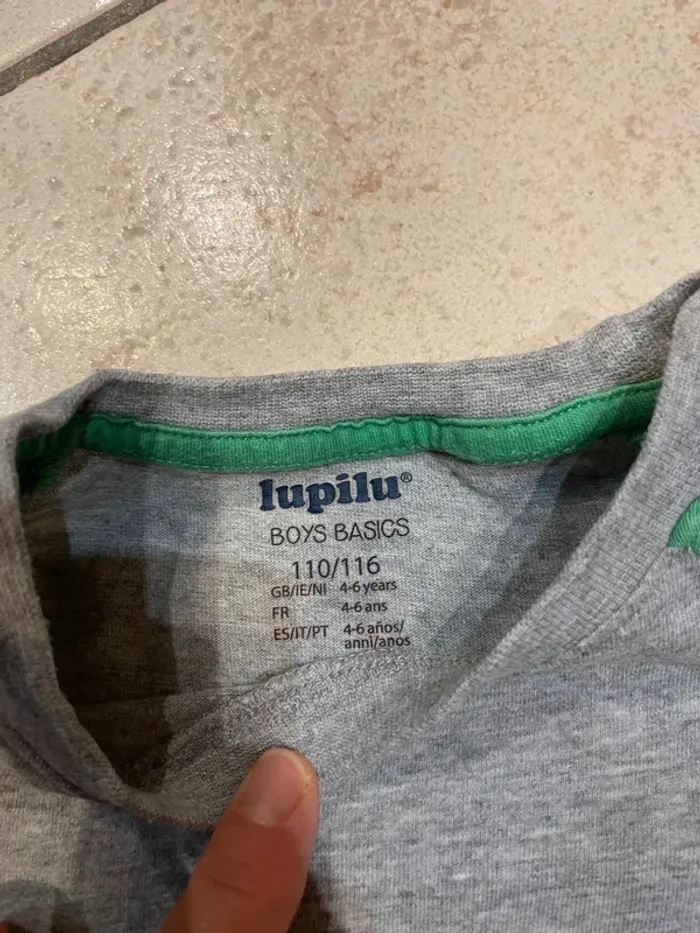 lupilu®
BOYS BASICS
110/116
GB/IE/NI 4-6 years
FR 4-6 ans
ES/IT/PT 4-6 años/
anni/anos